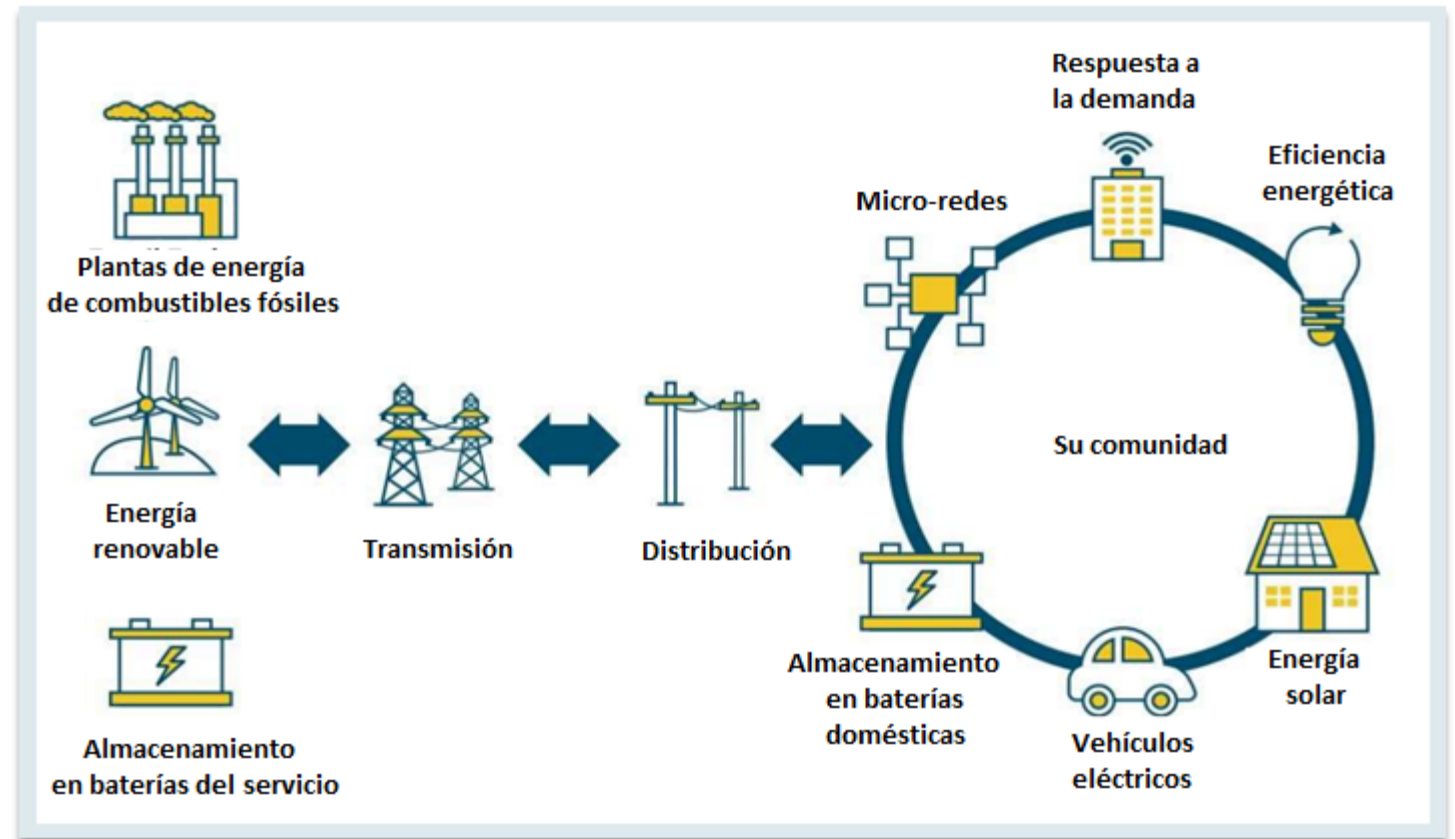 Respuesta a
la demanda
Eficiencia
energética
Micro-redes
Plantas de energía
de combustibles fósiles
Su comunidad
Energía
renovable
Transmisión
Distribución
Almacenamiento
en baterías
domésticas
Energía
solar
Vehículos
eléctricos
Almacenamiento
en baterías del servicio